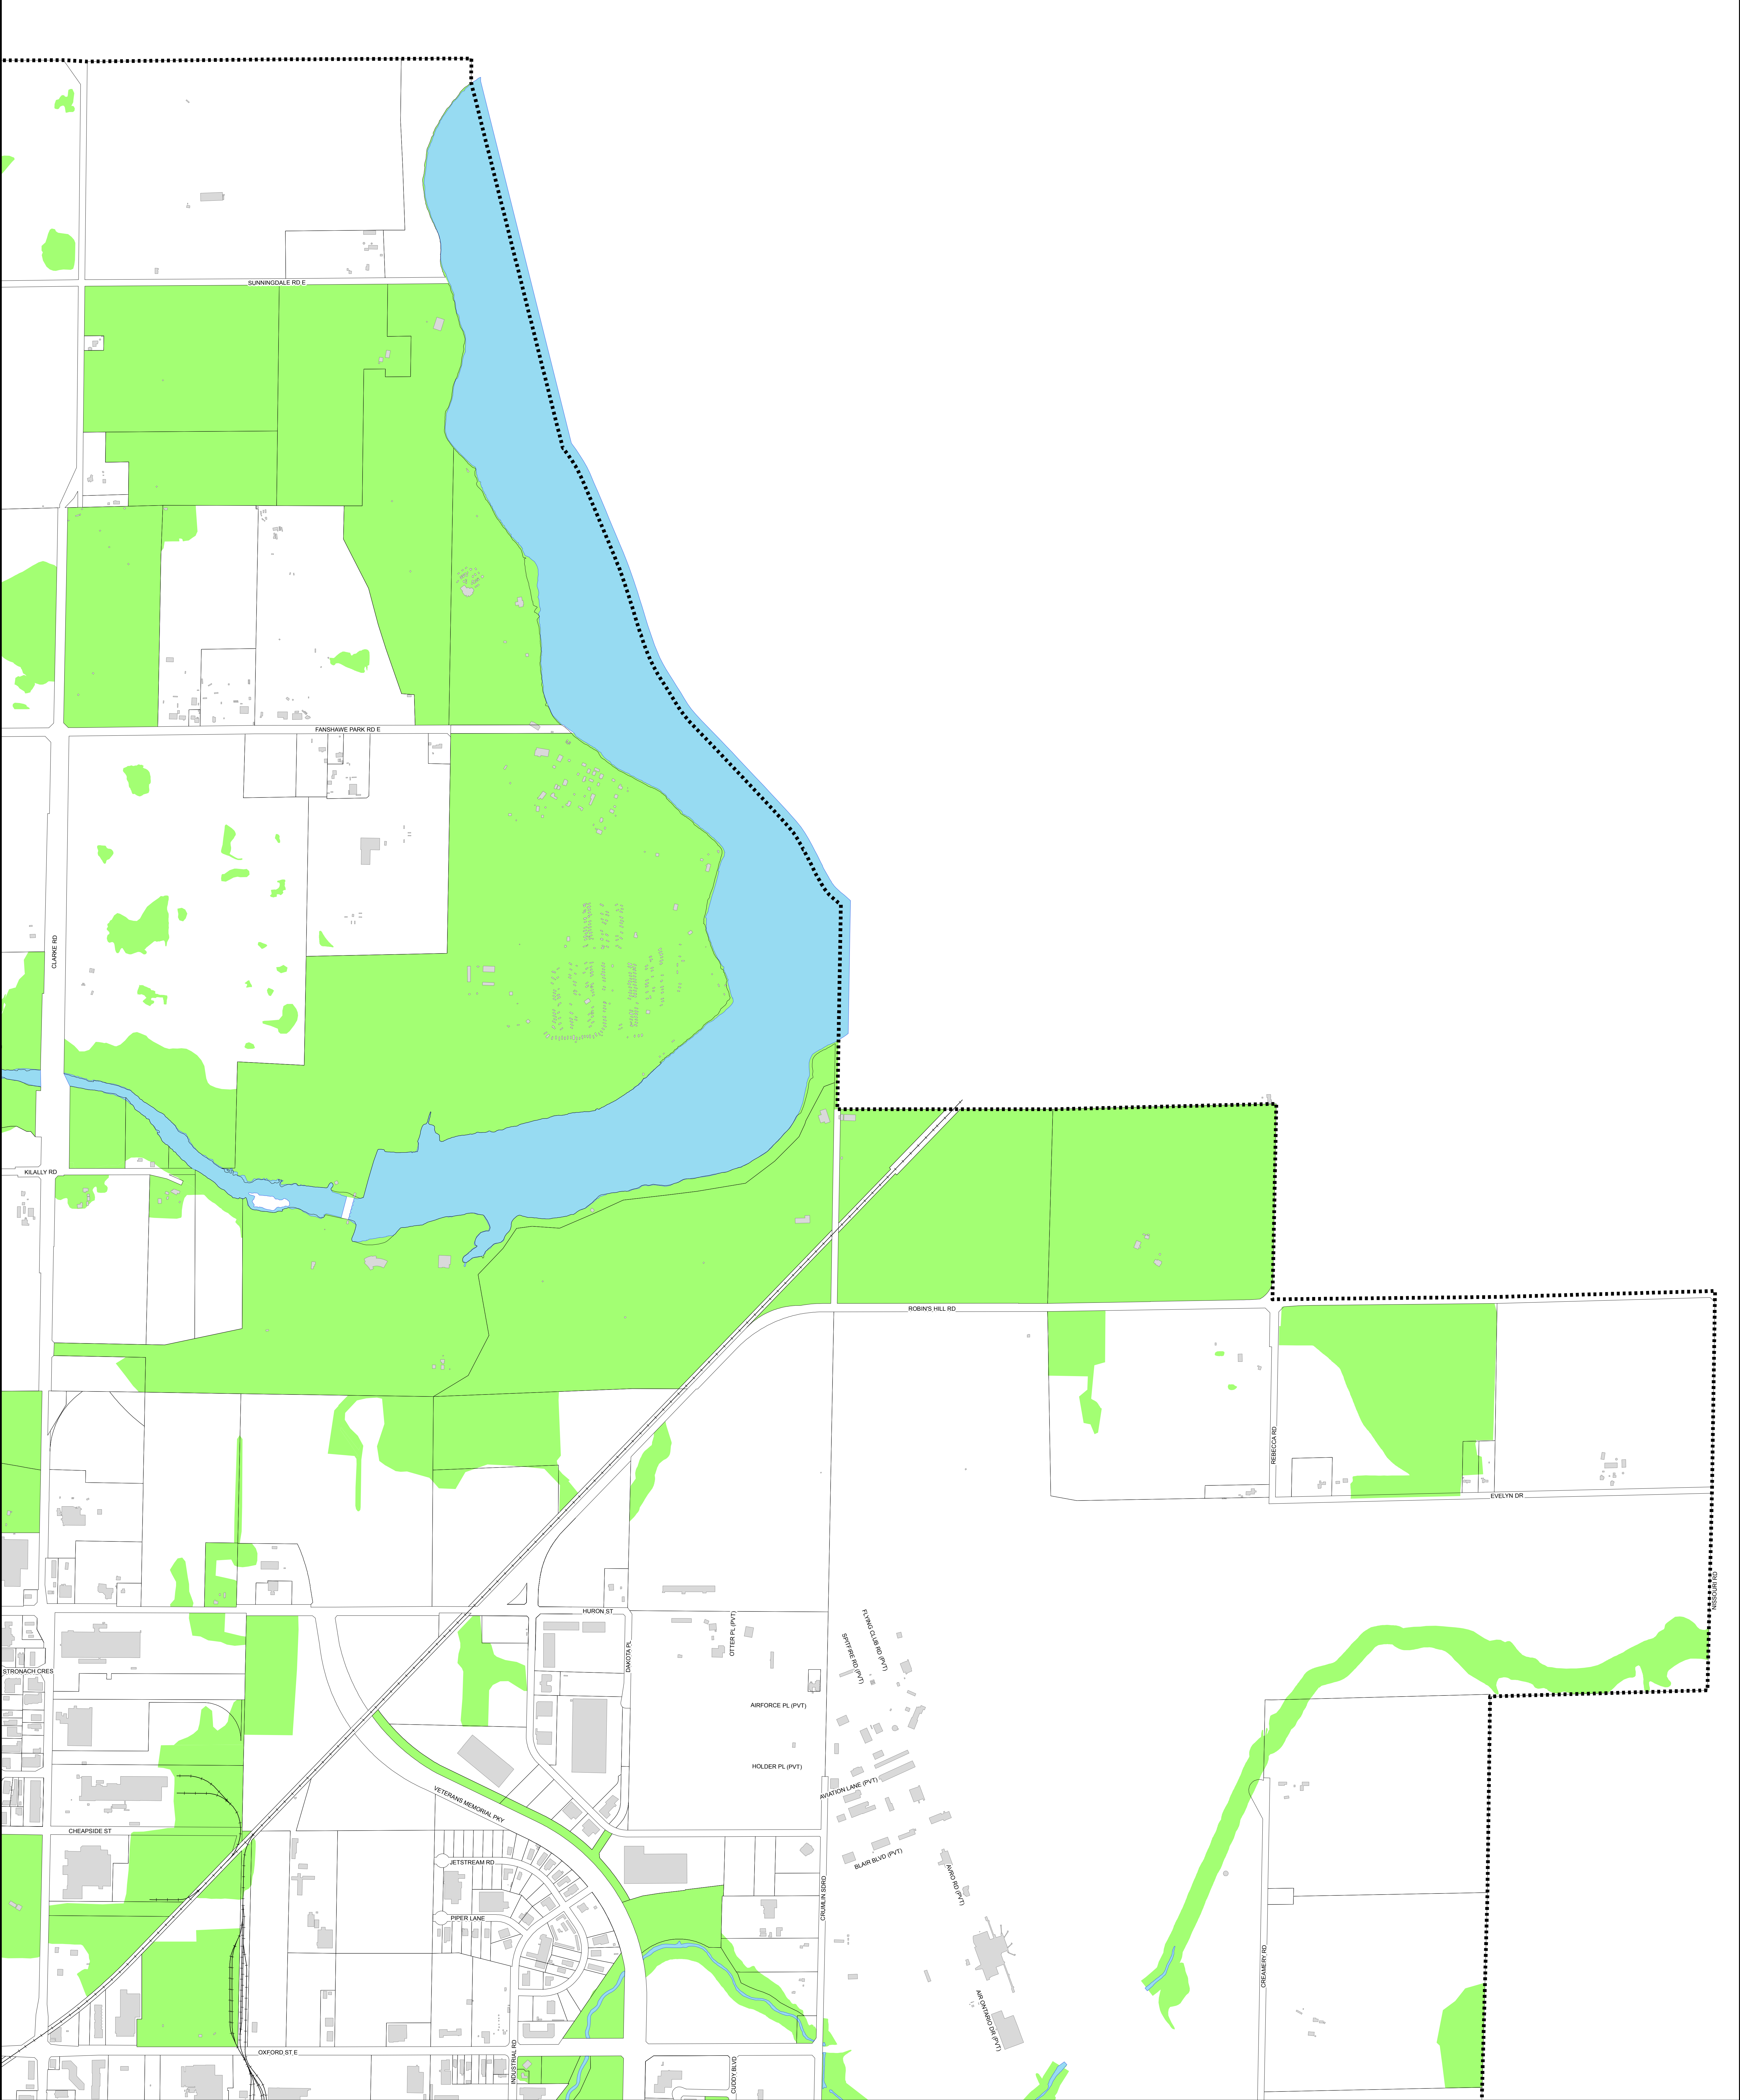 SUNNINGDALE RD E
FANSHAWE PARK RD E
CLARKE RD
KILALLY RD
ROBIN'S HILL RD
REBECCA RD
EVELYN DR
NISSOURI RD
HURON ST
DAKOTA PL
OTTER PL (PVT)
FLYING CLUB RD (PVT)
SPITFIRE RD (PVT)
STRONACH CRES
AIRFORCE PL (PVT)
HOLDER PL (PVT)
AVIATION LANE (PVT)
VETERANS MEMORIAL PKY
CHEAPSIDE ST
JETSTREAM RD
BLAIR BLVD (PVT)
AVRO RD (PVT)
CRUMLIN SDRD
PIPER LANE
CREAMERY RD
AIR ONTARIO DR (PVT)
OXFORD ST E
INDUSTRIAL RD
CUDDY BLVD